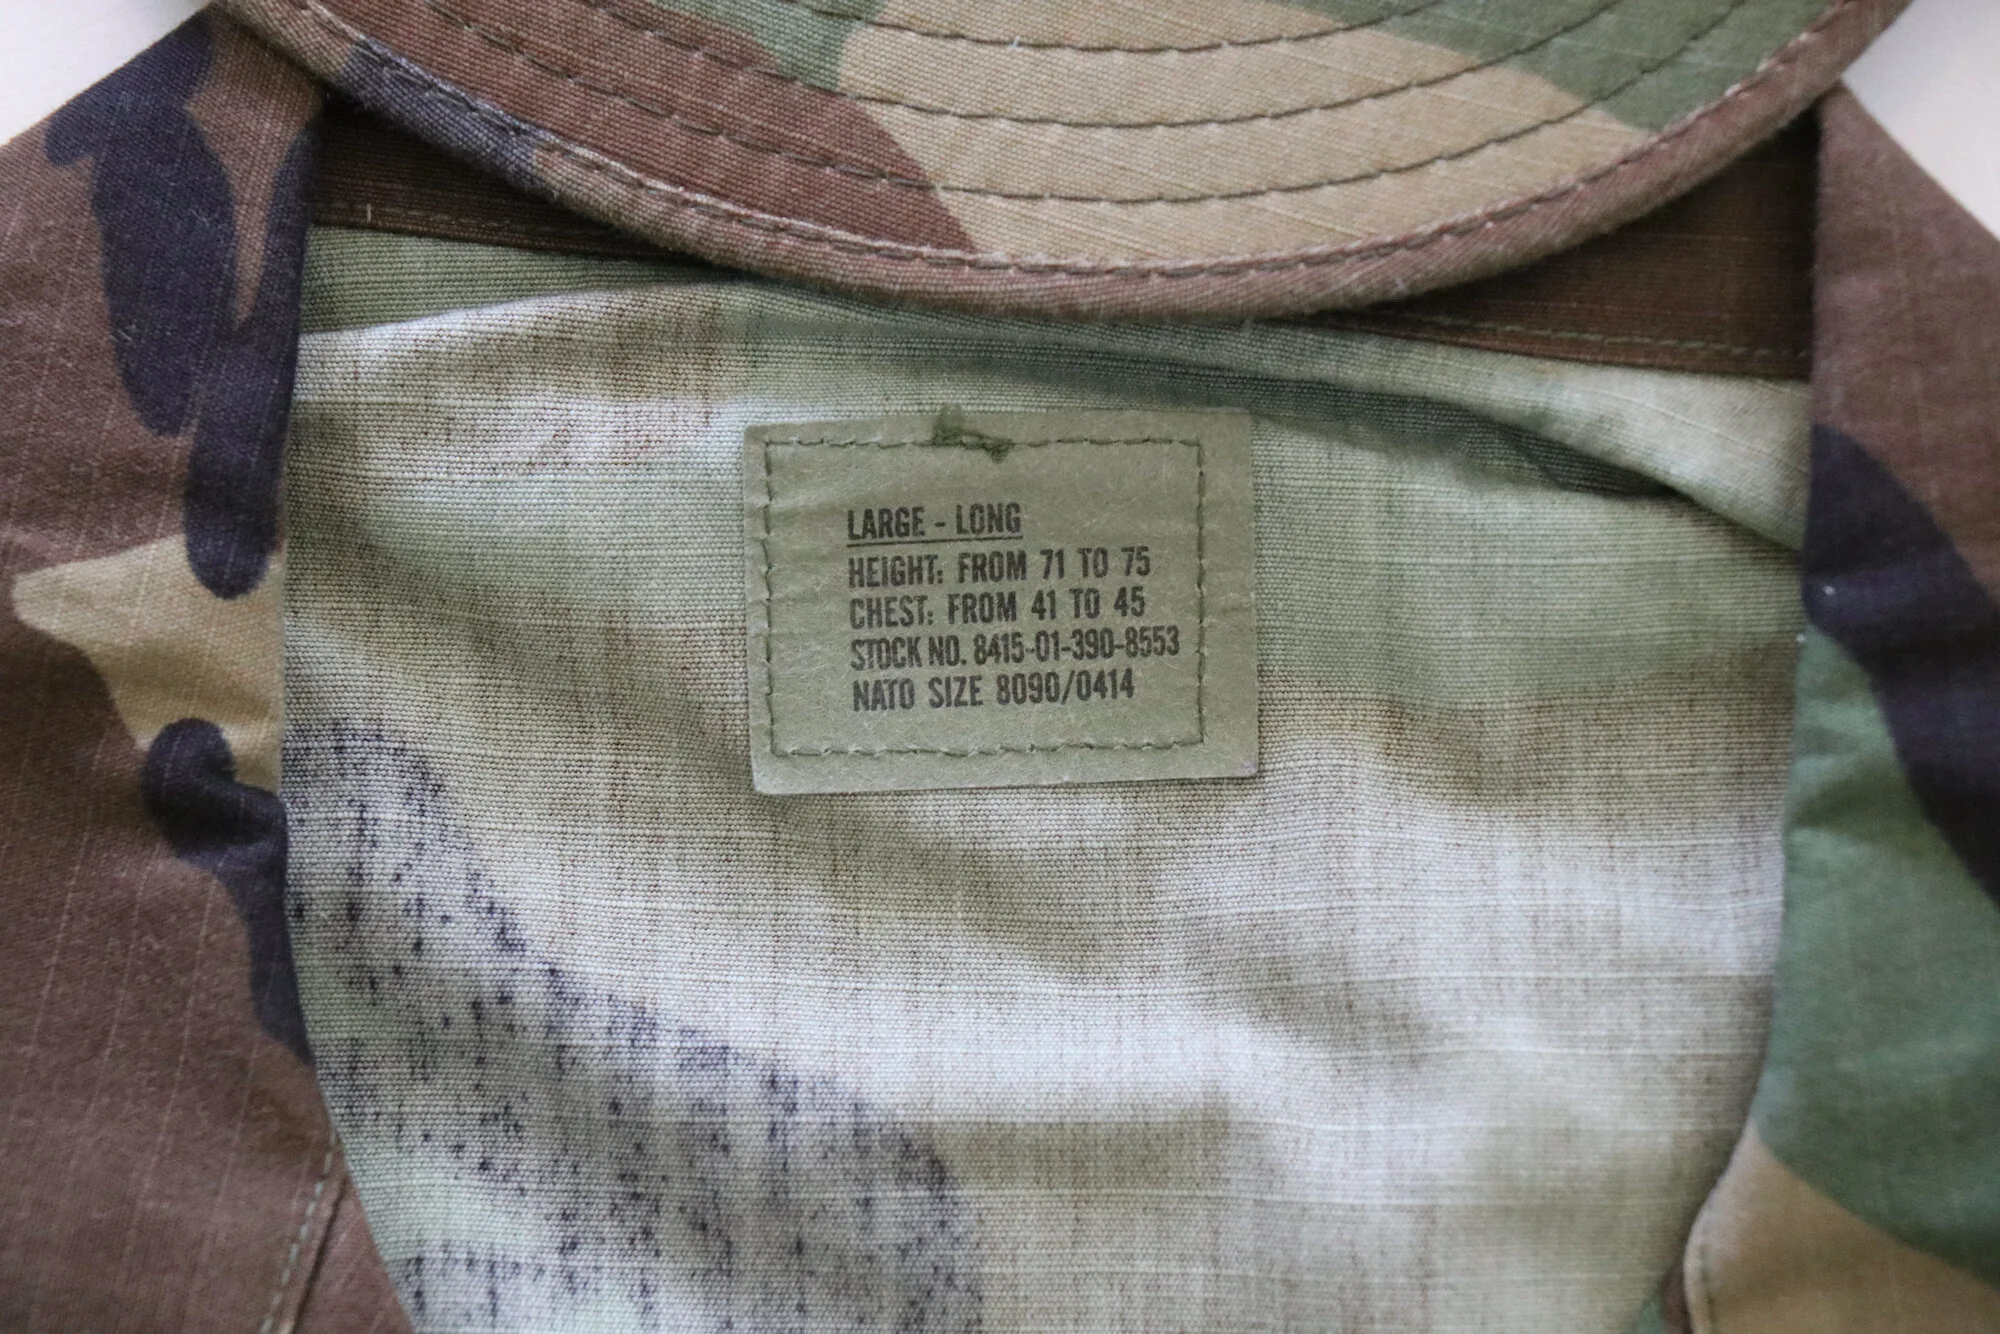 LARGE - LONG
HEIGHT: FROM 71 TO 75
CHEST: FROM 41 TO 45
STOCK NO. 8415-01-390-8553
NATO SIZE 8090/0414